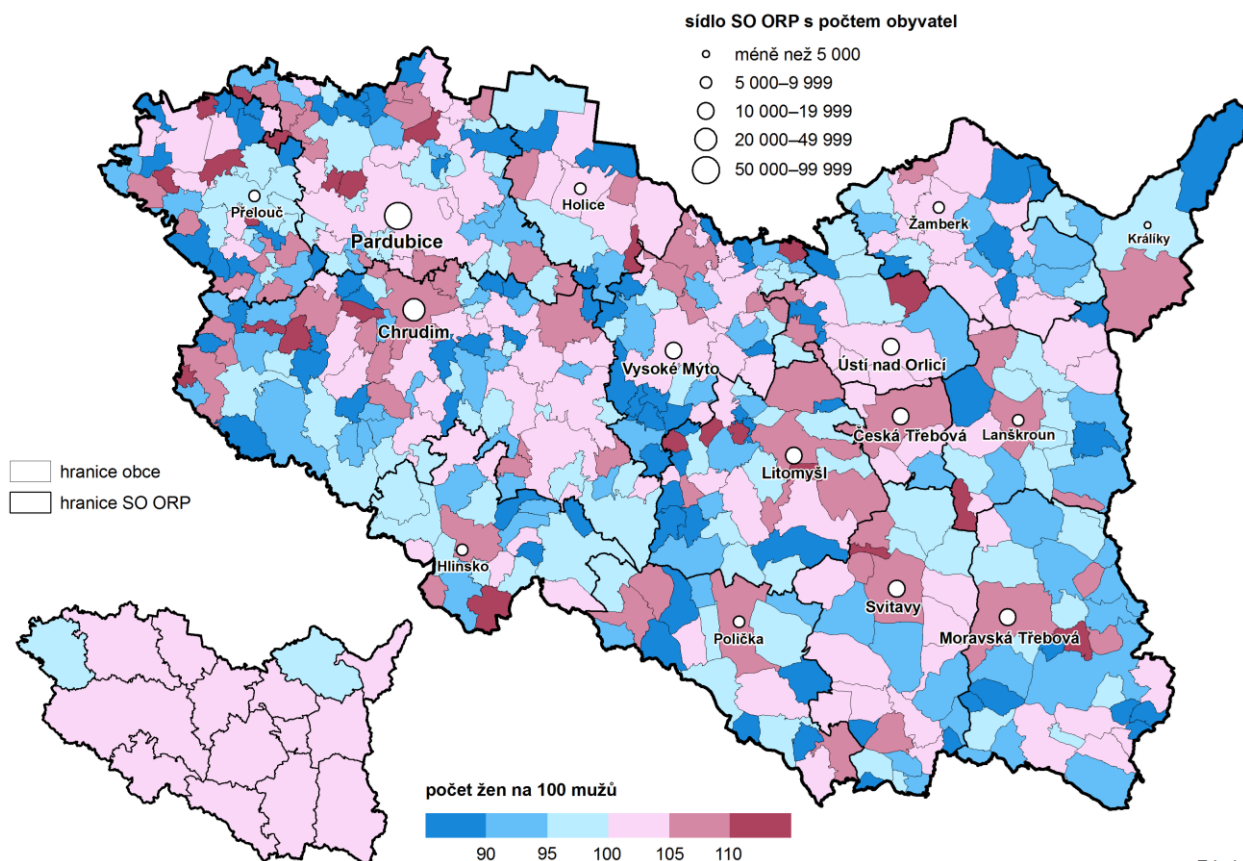 sídlo SO ORP s počtem obyvatel
méně než 5 000
5 000–9 999
10 000–19 999
20 000–49 999
50 000–99 999
Přelouč
Pardubice
Holice
Žamberk
Králíky
Chrudim
Vysoké Mýto
Ústí nad Orlicí
Česká Třebová
Lanškroun
Litomyšl
hranice obce
hranice SO ORP
Hlinsko
Svitavy
Polička
Moravská Třebová
počet žen na 100 mužů
90 95 100 105 110